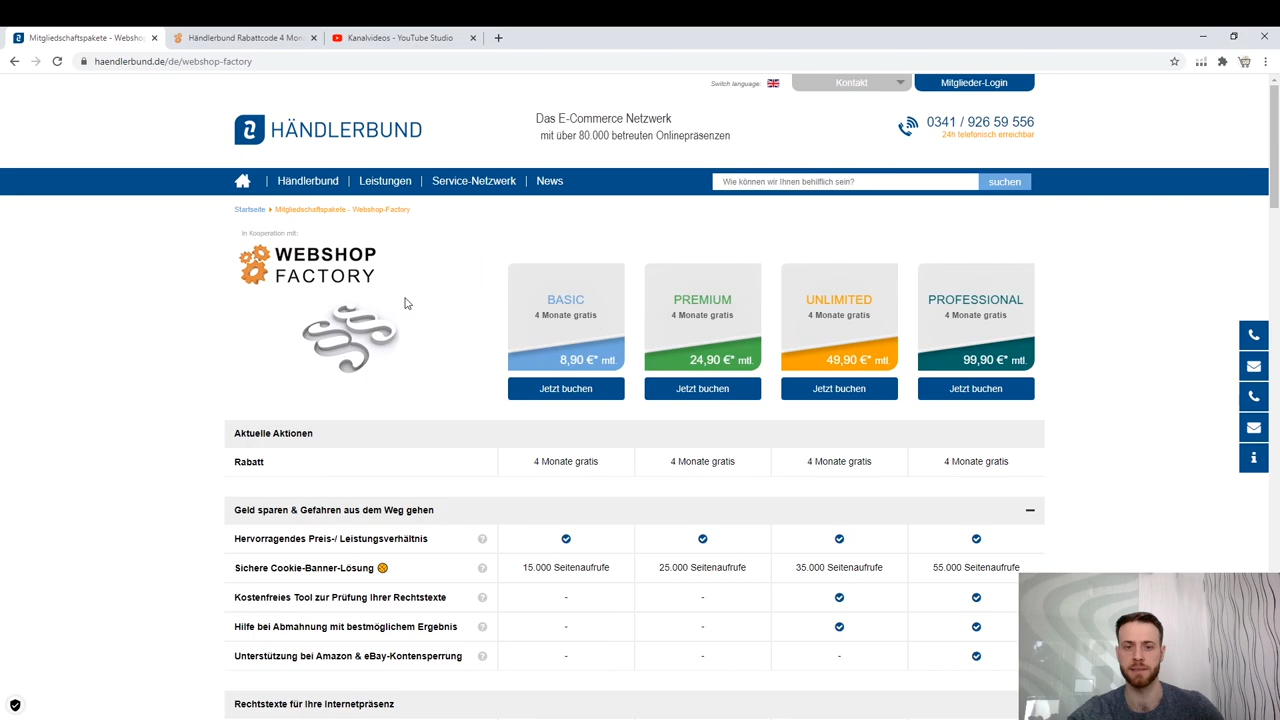 Mitgliedschaftspakete - Websho
Händlerbund Rabattcode 4 Mon
Kanalvideos - YouTube Studio
haendlerbund.de/de/webshop-factory
Switch language:
Kontakt
Mitglieder-Login
HÄNDLERBUND
Das E-Commerce Netzwerk
mit über 80.000 betreuten Onlinepräsenzen
0341 / 926 59 556
24h telefonisch erreichbar
Händlerbund
Leistungen
Service-Netzwerk
News
Wie können wir Ihnen behilflich sein?
suchen
Startseite Mitgliedschaftspakete - Webshop-Factory
In Kooperation mit:
WEBSHOP
FACTORY
BASIC
4 Monate gratis
8,90 €* mtl.
Jetzt buchen
PREMIUM
4 Monate gratis
24,90 €* mtl.
Jetzt buchen
UNLIMITED
4 Monate gratis
49,90 €* mtl.
Jetzt buchen
PROFESSIONAL
4 Monate gratis
99,90 €* mtl.
Jetzt buchen
Aktuelle Aktionen
Rabatt 4 Monate gratis 4 Monate gratis 4 Monate gratis 4 Monate gratis
Geld sparen & Gefahren aus dem Weg gehen
Hervorragendes Preis-/ Leistungsverhältnis ?
Sichere Cookie-Banner-Lösung ? 15.000 Seitenaufrufe 25.000 Seitenaufrufe 35.000 Seitenaufrufe 55.000 Seitenaufrufe
Kostenfreies Tool zur Prüfung Ihrer Rechtstexte ? - -
Hilfe bei Abmahnung mit bestmöglichem Ergebnis ? - -
Unterstützung bei Amazon & eBay-Kontensperrung ? - - -
Rechtstexte für Ihre Internetpräsenz